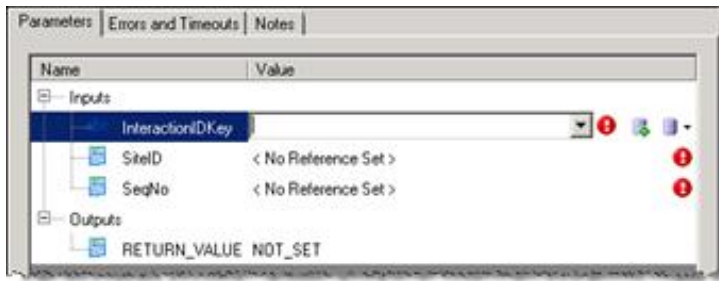 Parameters Errors and Timeouts Notes
Name Value
Inputs
InteractionIDKey
SiteID < No Reference Set >
SeqNo < No Reference Set >
Outputs
RETURN_VALUE NOT_SET